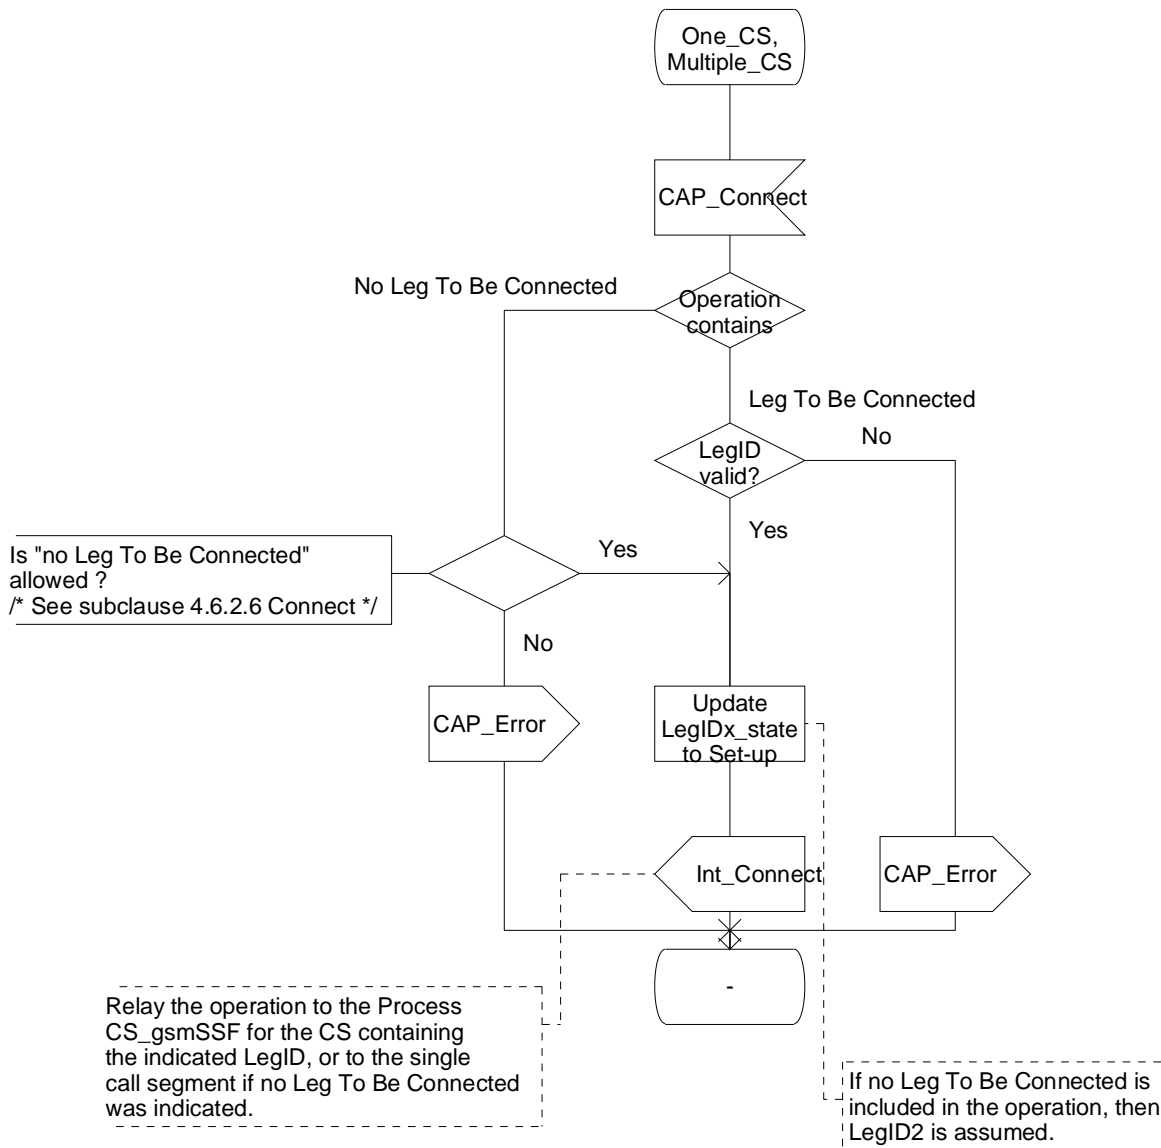 One_CS,
Multiple_CS
CAP_Connect
No Leg To Be Connected
Operation
contains
Leg To Be Connected
No
LegID
valid?
Yes
Is "no Leg To Be Connected"
allowed ?
/* See subclause 4.6.2.6 Connect */
Yes
No
CAP_Error
Update
LegIDx_state
to Set-up
Int_Connect
CAP_Error
-
Relay the operation to the Process
CS_gsmSSF for the CS containing
the indicated LegID, or to the single
call segment if no Leg To Be Connected
was indicated.
If no Leg To Be Connected is
included in the operation, then
LegID2 is assumed.